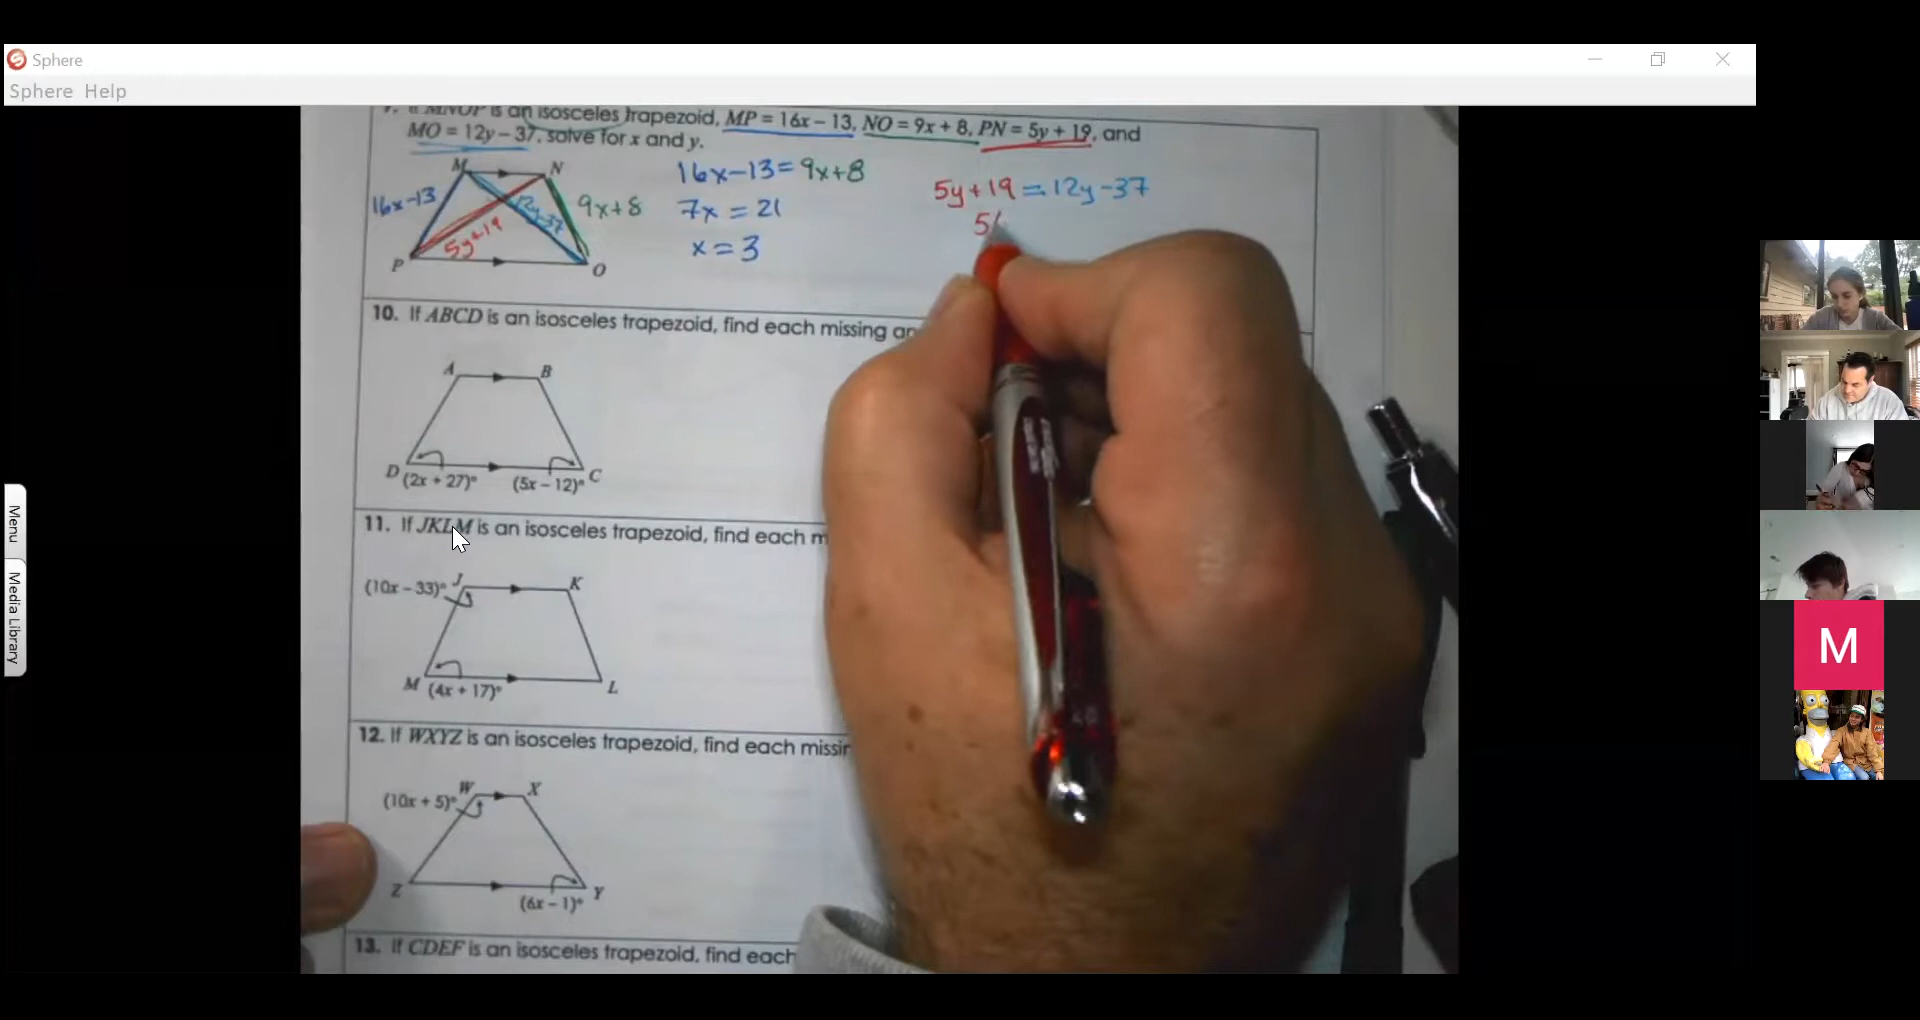 Sphere
Sphere Help
MNOP is an isosceles trapezoid, MP = 16x – 13, NO = 9x + 8, PN = 5y + 19, and
MO = 12y – 37, solve for x and y.
M N
16x-13
12y-37
9x+8
5y+19
P O
16x-13=9x+8
7x = 21
x = 3
5y+19=12y-37
10. If ABCD is an isosceles trapezoid, find each missing
A B
D (2x + 27)° (5x – 12)° C
11. If JKLM is an isosceles trapezoid, find each
(10x – 33)° J K
M (4x + 17)° L
12. If WXYZ is an isosceles trapezoid, find each
(10x + 5)° W X
Z (6x – 1)° Y
13. If CDEF is an isosceles trapezoid, find each
Menu
Media Library
M